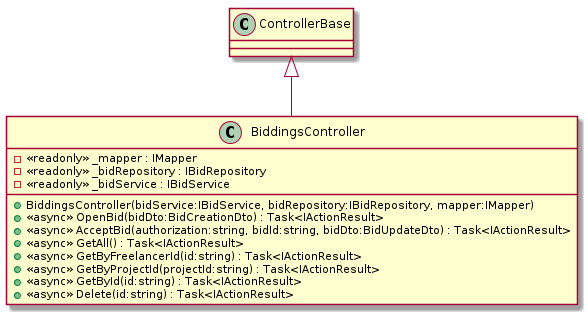 C ControllerBase
C BiddingsController
«readonly» _mapper : IMapper
«readonly» _bidRepository : IBidRepository
«readonly» _bidService : IBidService
BiddingsController(bidService:IBidService, bidRepository:IBidRepository, mapper:IMapper)
«async» OpenBid(bidDto:BidCreationDto) : Task<IActionResult>
«async» AcceptBid(authorization:string, bidId:string, bidDto:BidUpdateDto) : Task<IActionResult>
«async» GetAll() : Task<IActionResult>
«async» GetByFreelancerId(id:string) : Task<IActionResult>
«async» GetByProjectId(projectId:string) : Task<IActionResult>
«async» GetById(id:string) : Task<IActionResult>
«async» Delete(id:string) : Task<IActionResult>